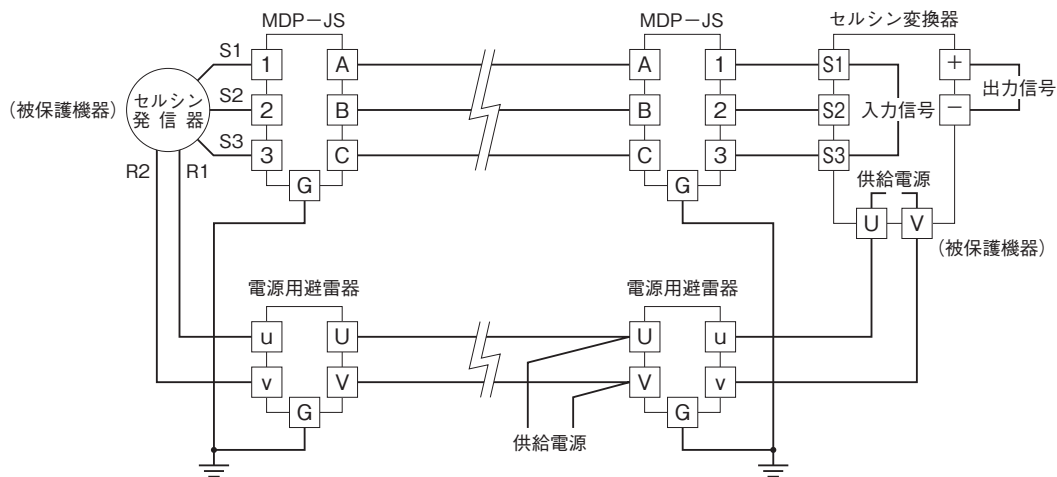 MDP−JS
MDP−JS
セルシン変換器
S1
1
A
A
1
S1
+
(被保護機器)
セルシン
発信器
S2
2
B
B
2
S2
入力信号
−
出力信号
S3
3
C
C
3
S3
R2
R1
G
G
供給電源
U
V
(被保護機器)
電源用避雷器
電源用避雷器
u
U
U
u
v
V
V
v
G
G
供給電源